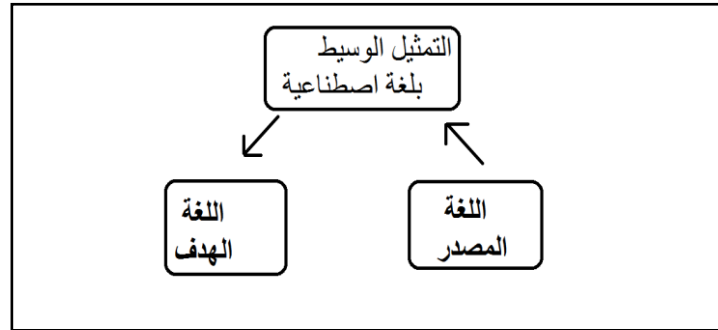 التمثيل الوسيط
بلغة اصطناعية
اللغة
المصدر
اللغة
الهدف